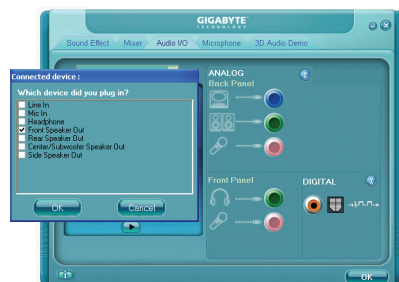 GIGABYTE
TECHNOLOGY
Sound Effect Mixer Audio I/O Microphone 3D Audio Demo
Connected device :
Which device did you plug in?
Line In
Mic In
Headphone
Front Speaker Out
Rear Speaker Out
Center/Subwoofer Speaker Out
Side Speaker Out
OK Cancel
ANALOG
Back Panel
Front Panel
DIGITAL
OK